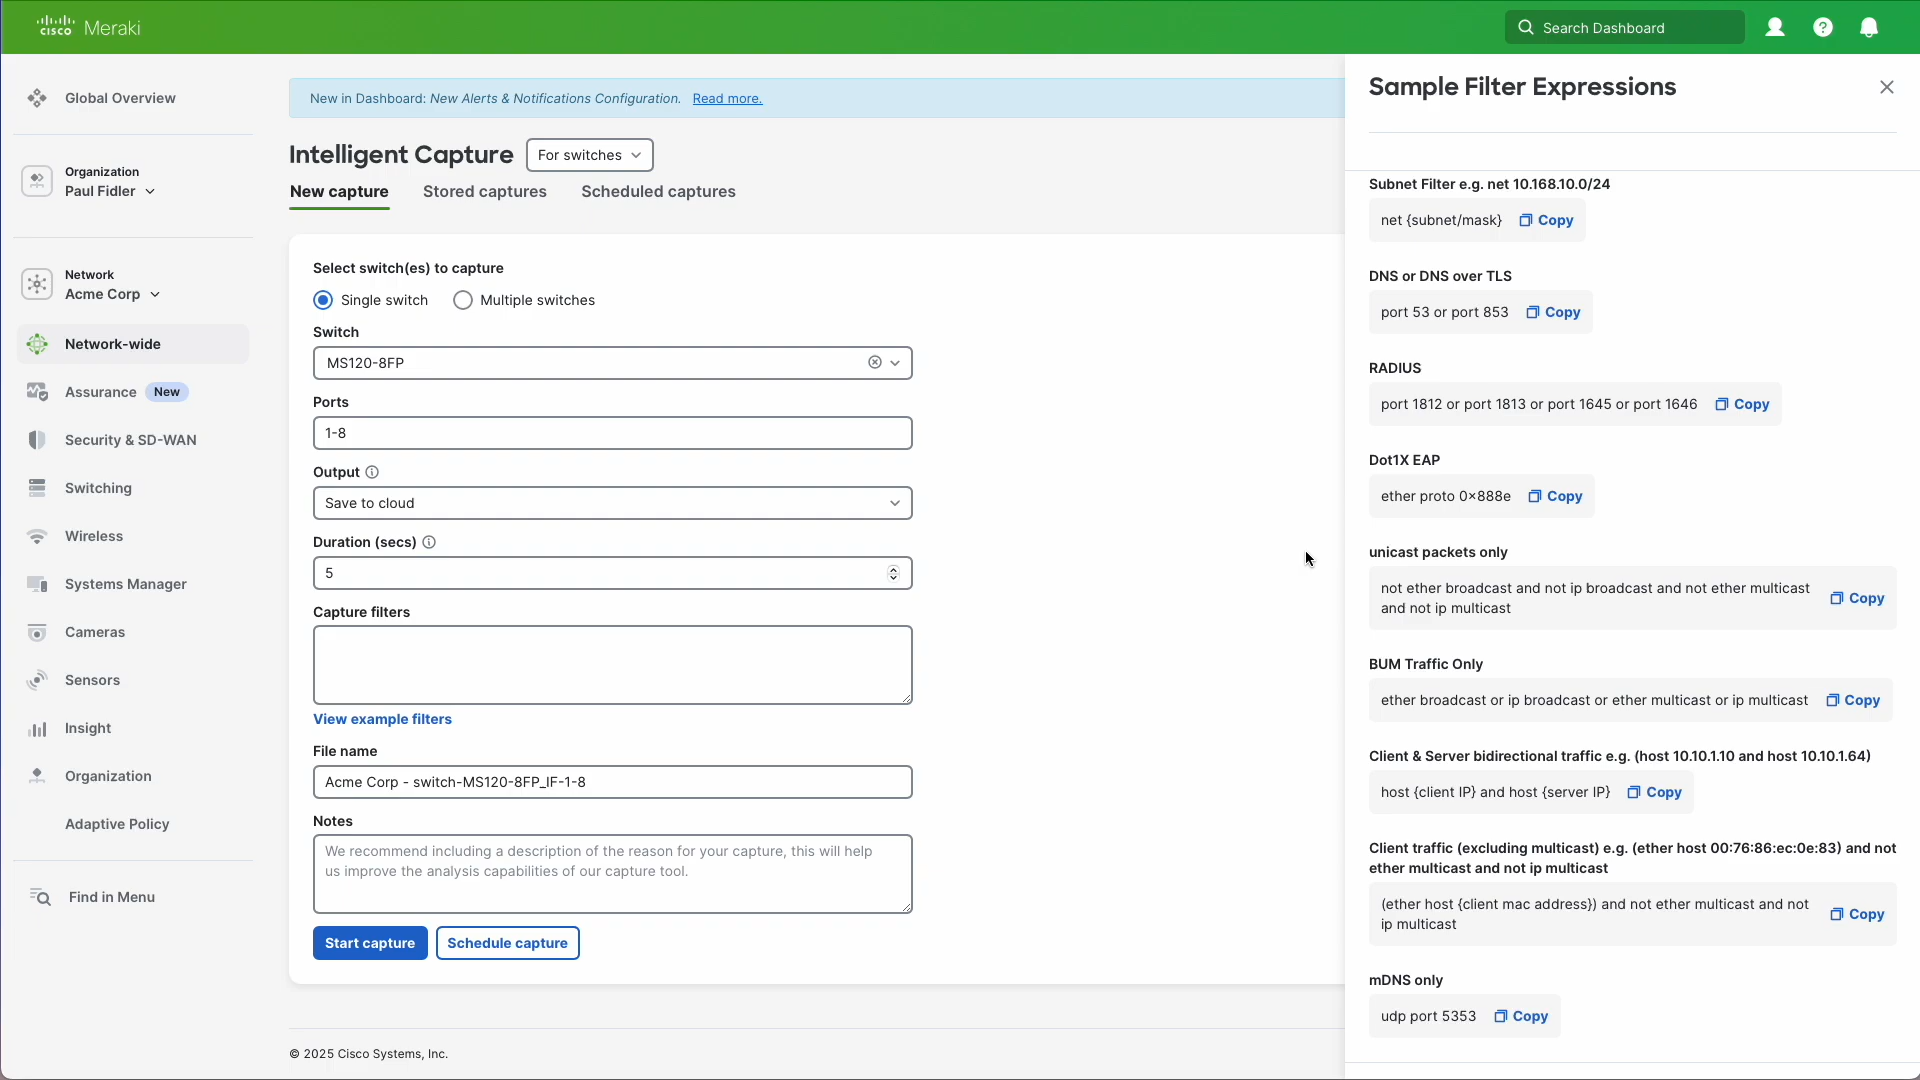 cisco Meraki
Search Dashboard
Global Overview
Organization
Paul Fidler
Network
Acme Corp
Network-wide
Assurance New
Security & SD-WAN
Switching
Wireless
Systems Manager
Cameras
Sensors
Insight
Organization
Adaptive Policy
Find in Menu
New in Dashboard: New Alerts & Notifications Configuration. Read more.
Intelligent Capture For switches
New capture Stored captures Scheduled captures
Select switch(es) to capture
Single switch Multiple switches
Switch
MS120-8FP
Ports
1-8
Output
Save to cloud
Duration (secs)
5
Capture filters
View example filters
File name
Acme Corp - switch-MS120-8FP_IF-1-8
Notes
We recommend including a description of the reason for your capture, this will help
us improve the analysis capabilities of our capture tool.
Start capture Schedule capture
© 2025 Cisco Systems, Inc.
Sample Filter Expressions
Subnet Filter e.g. net 10.168.10.0/24
net {subnet/mask} Copy
DNS or DNS over TLS
port 53 or port 853 Copy
RADIUS
port 1812 or port 1813 or port 1645 or port 1646 Copy
Dot1X EAP
ether proto 0x888e Copy
unicast packets only
not ether broadcast and not ip broadcast and not ether multicast
and not ip multicast
Copy
BUM Traffic Only
ether broadcast or ip broadcast or ether multicast or ip multicast Copy
Client & Server bidirectional traffic e.g. (host 10.10.1.10 and host 10.10.1.64)
host {client IP} and host {server IP} Copy
Client traffic (excluding multicast) e.g. (ether host 00:76:86:ec:0e:83) and not
ether multicast and not ip multicast
(ether host {client mac address}) and not ether multicast and not
ip multicast
Copy
mDNS only
udp port 5353 Copy